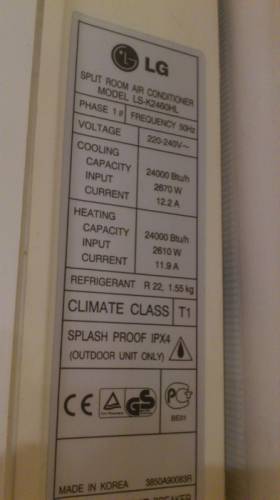 LG
SPLIT ROOM AIR CONDITIONER
MODEL LS-K2460HL
PHASE 1 ∅ FREQUENCY 50Hz
VOLTAGE 220-240V~
COOLING
CAPACITY 24000 Btu/h
INPUT 2670 W
CURRENT 12.2 A
HEATING
CAPACITY 24000 Btu/h
INPUT 2610 W
CURRENT 11.9 A
REFRIGERANT R 22, 1.55 kg
CLIMATE CLASS T1
SPLASH PROOF IPX4
(OUTDOOR UNIT ONLY)
CE GS
BE01
MADE IN KOREA 3850A90083R